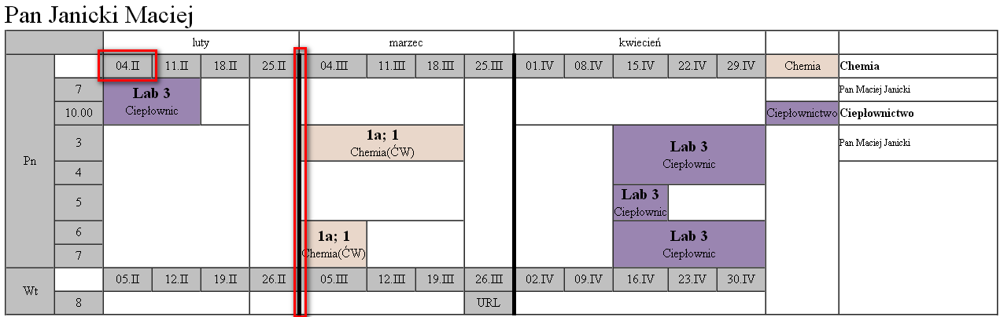 Pan Janicki Maciej
luty marzec kwiecień
Pn 04.II 11.II 18.II 25.II 04.III 11.III 18.III 25.III 01.IV 08.IV 15.IV 22.IV 29.IV Chemia Chemia
7 Lab 3 Ciepłownic Pan Maciej Janicki
10.00 Ciepłownictwo Ciepłownictwo
3 1a; 1 Chemia(ĆW) Lab 3 Ciepłownic Pan Maciej Janicki
4
5 Lab 3 Ciepłownic
6 1a; 1 Chemia(ĆW) Lab 3 Ciepłownic
7
Wt 05.II 12.II 19.II 26.II 05.III 12.III 19.III 26.III 02.IV 09.IV 16.IV 23.IV 30.IV
8 URL